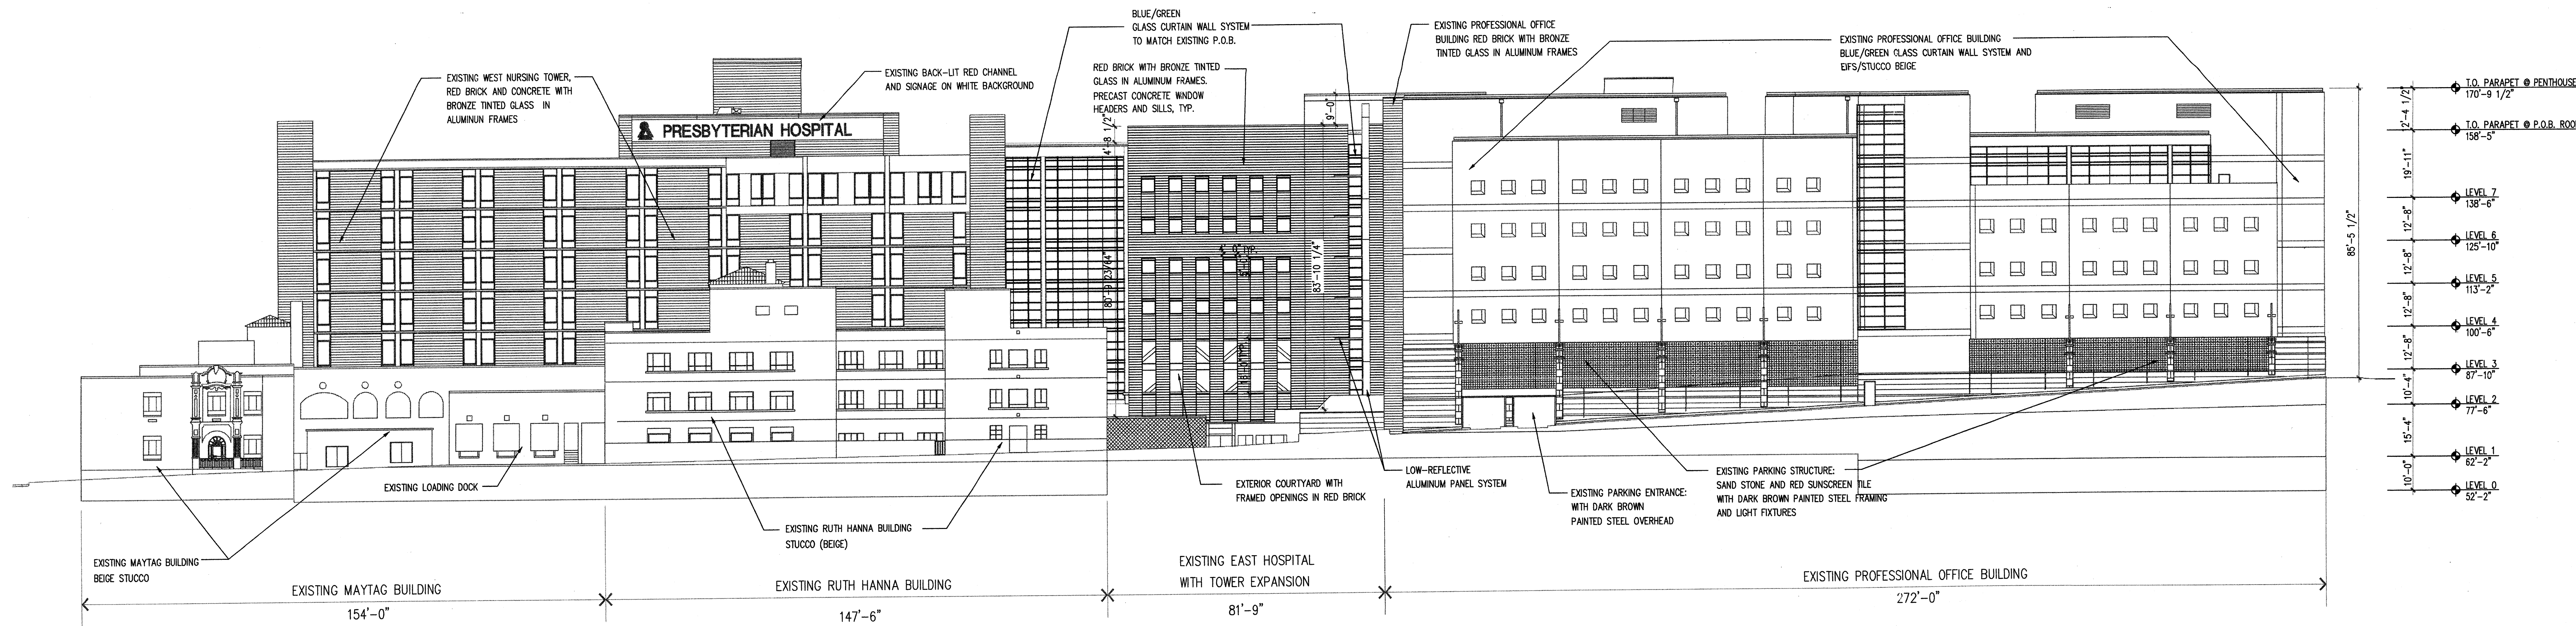 BLUE/GREEN
GLASS CURTAIN WALL SYSTEM
TO MATCH EXISTING P.O.B.
EXISTING PROFESSIONAL OFFICE
BUILDING RED BRICK WITH BRONZE
TINTED GLASS IN ALUMINUM FRAMES
EXISTING PROFESSIONAL OFFICE BUILDING
BLUE/GREEN GLASS CURTAIN WALL SYSTEM AND
EIFS/STUCCO BEIGE
EXISTING WEST NURSING TOWER,
RED BRICK AND CONCRETE WITH
BRONZE TINTED GLASS IN
ALUMINUN FRAMES
EXISTING BACK-LIT RED CHANNEL
AND SIGNAGE ON WHITE BACKGROUND
RED BRICK WITH BRONZE TINTED
GLASS IN ALUMINUM FRAMES.
PRECAST CONCRETE WINDOW
HEADERS AND SILLS, TYP.
PRESBYTERIAN HOSPITAL
4'-8 1/2"
9'-0"
80'-9 23/64"
83'-10 1/4"
85'-5 1/2"
T.O. PARAPET @ PENTHOUSE
170'-9 1/2"
12'-4 1/2"
T.O. PARAPET @ P.O.B. ROO
158'-5"
19'-11"
LEVEL 7
138'-6"
12'-8"
LEVEL 6
125'-10"
12'-8"
LEVEL 5
113'-2"
12'-8"
LEVEL 4
100'-6"
12'-8"
LEVEL 3
87'-10"
10'-4"
LEVEL 2
77'-6"
15'-4"
LEVEL 1
62'-2"
10'-0"
LEVEL 0
52'-2"
EXISTING LOADING DOCK
EXTERIOR COURTYARD WITH
FRAMED OPENINGS IN RED BRICK
LOW-REFLECTIVE
ALUMINUM PANEL SYSTEM
EXISTING PARKING ENTRANCE:
WITH DARK BROWN
PAINTED STEEL OVERHEAD
EXISTING PARKING STRUCTURE:
SAND STONE AND RED SUNSCREEN TILE
WITH DARK BROWN PAINTED STEEL FRAMING
AND LIGHT FIXTURES
EXISTING RUTH HANNA BUILDING
STUCCO (BEIGE)
EXISTING MAYTAG BUILDING
BEIGE STUCCO
EXISTING MAYTAG BUILDING
154'-0"
EXISTING RUTH HANNA BUILDING
147'-6"
EXISTING EAST HOSPITAL
WITH TOWER EXPANSION
81'-9"
EXISTING PROFESSIONAL OFFICE BUILDING
272'-0"